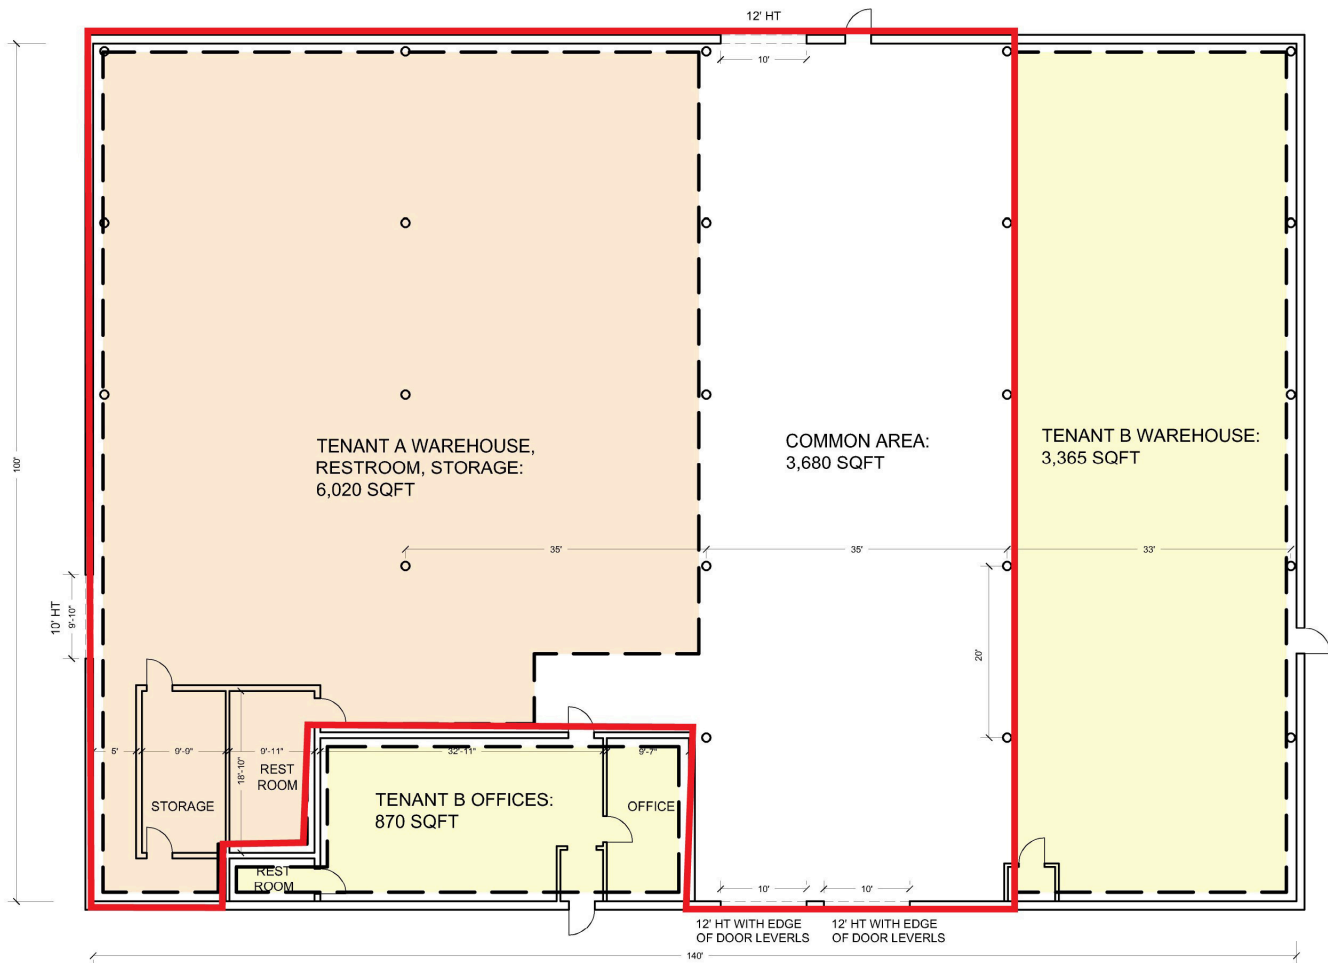 12' HT
10'
100'
TENANT A WAREHOUSE,
RESTROOM, STORAGE:
6,020 SQFT
COMMON AREA:
3,680 SQFT
TENANT B WAREHOUSE:
3,365 SQFT
35'
35'
33'
10' HT
9'-10"
20'
5'
9'-9"
9'-11"
32'-11"
9'-7"
18'-10"
REST
ROOM
STORAGE
TENANT B OFFICES:
870 SQFT
OFFICE
REST
ROOM
10'
10'
12' HT WITH EDGE
OF DOOR LEVERLS
12' HT WITH EDGE
OF DOOR LEVERLS
140'